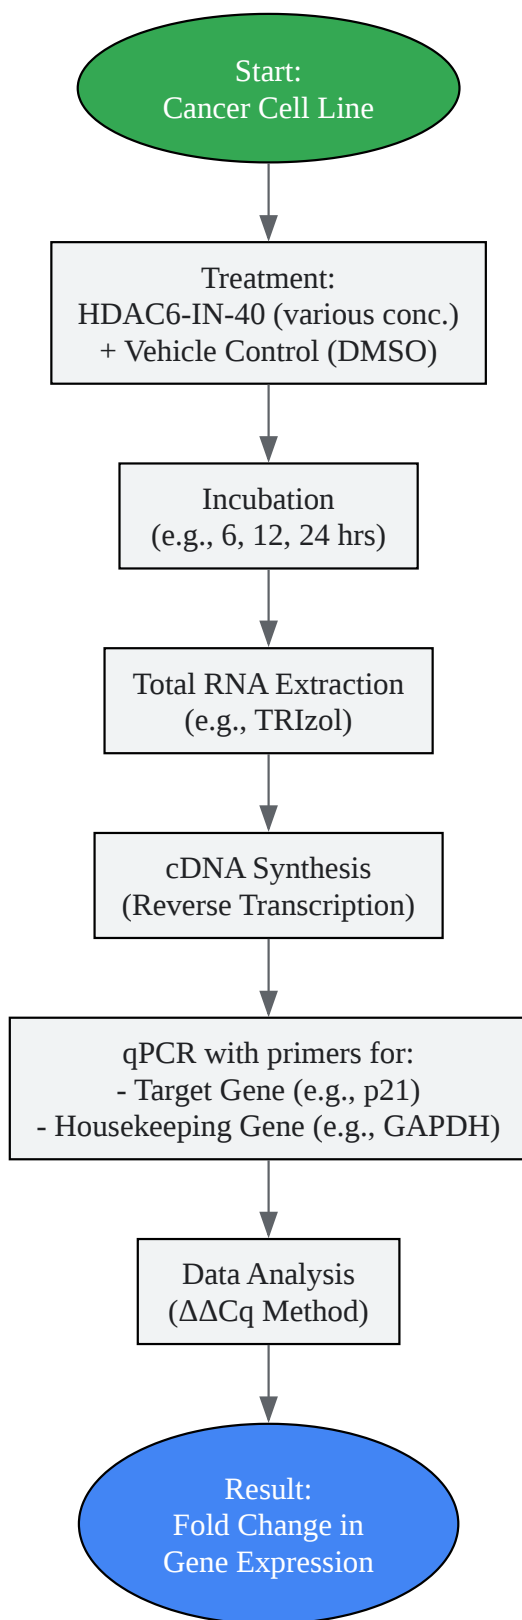 Start:
Cancer Cell Line
Treatment:
HDAC6-IN-40 (various conc.)
+ Vehicle Control (DMSO)
Incubation
(e.g., 6, 12, 24 hrs)
Total RNA Extraction
(e.g., TRIzol)
cDNA Synthesis
(Reverse Transcription)
qPCR with primers for:
- Target Gene (e.g., p21)
- Housekeeping Gene (e.g., GAPDH)
Data Analysis
(ΔΔCq Method)
Result:
Fold Change in
Gene Expression